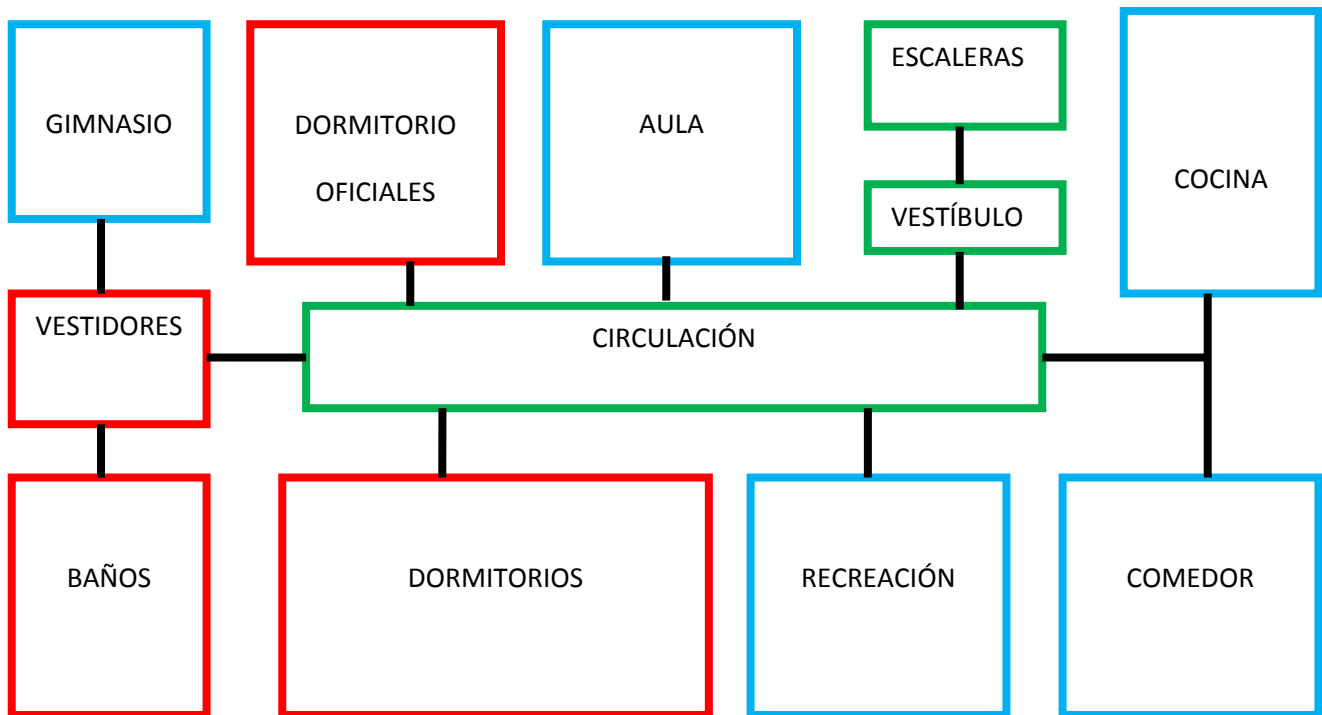 GIMNASIO
DORMITORIO
OFICIALES
AULA
ESCALERAS
VESTÍBULO
COCINA
VESTIDORES
CIRCULACIÓN
BAÑOS
DORMITORIOS
RECREACIÓN
COMEDOR